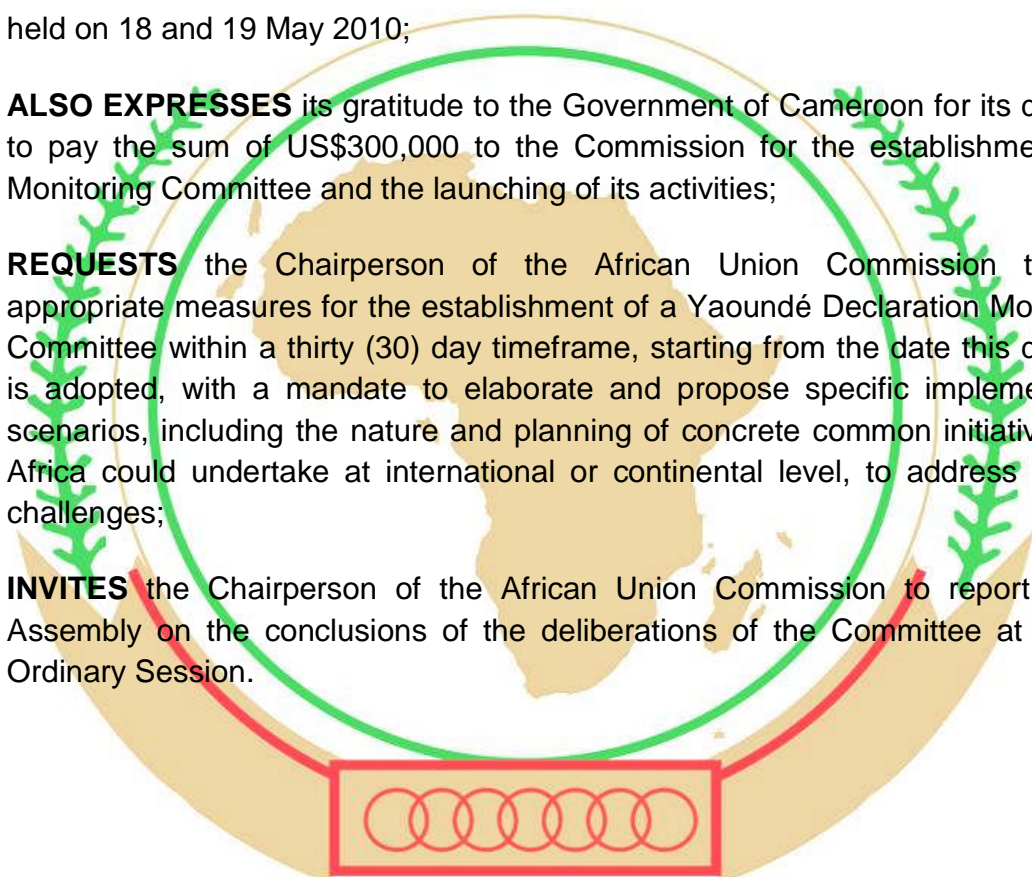 held on 18 and 19 May 2010;
ALSO EXPRESSES its gratitude to the Government of Cameroon for its
to pay the sum of US$300,000 to the Commission for the
Monitoring Committee and the launching of its activities;
REQUESTS the Chairperson of the African Union Commission
appropriate measures for the establishment of a Yaoundé Declaration
Committee within a thirty (30) day timeframe, starting from the date this
is adopted, with a mandate to elaborate and propose specific
scenarios, including the nature and planning of concrete common
Africa could undertake at international or continental level, to address
challenges;
INVITES the Chairperson of the African Union Commission to report
Assembly on the conclusions of the deliberations of the Committee at
Ordinary Session.